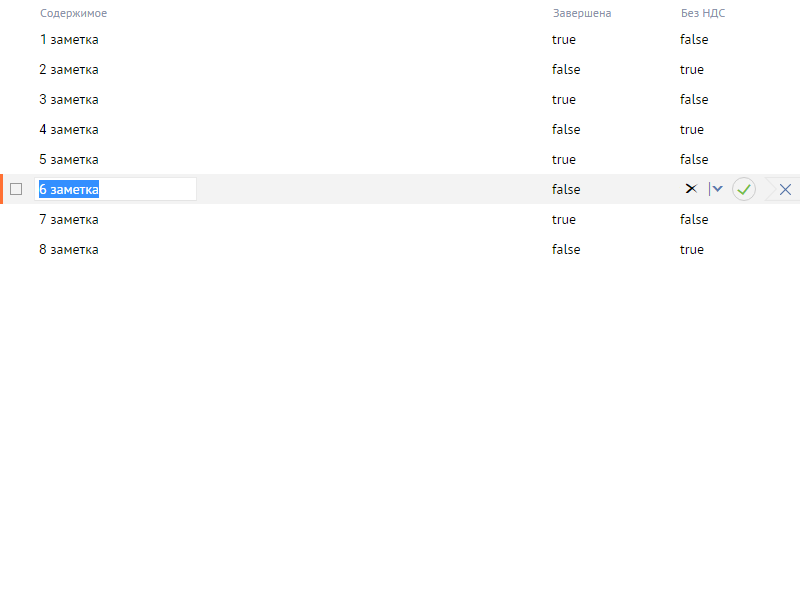 Содержимое Завершена Без НДС
1 заметка true false
2 заметка false true
3 заметка true false
4 заметка false true
5 заметка true false
6 заметка false
7 заметка true false
8 заметка false true